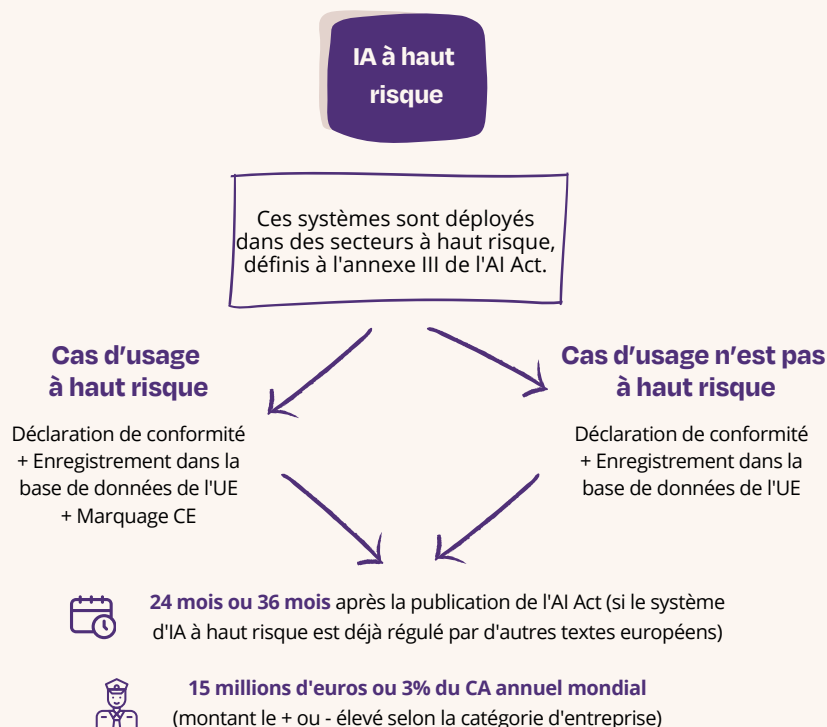 IA à haut
risque
Ces systèmes sont déployés
dans des secteurs à haut risque,
définis à l'annexe III de l'AI Act.
Cas d’usage
à haut risque
Déclaration de conformité
+ Enregistrement dans la
base de données de l'UE
+ Marquage CE
Cas d’usage n’est pas
à haut risque
Déclaration de conformité
+ Enregistrement dans la
base de données de l'UE
24 mois ou 36 mois après la publication de l'AI Act (si le système
d'IA à haut risque est déjà régulé par d'autres textes européens)
15 millions d'euros ou 3% du CA annuel mondial
(montant le + ou - élevé selon la catégorie d'entreprise)